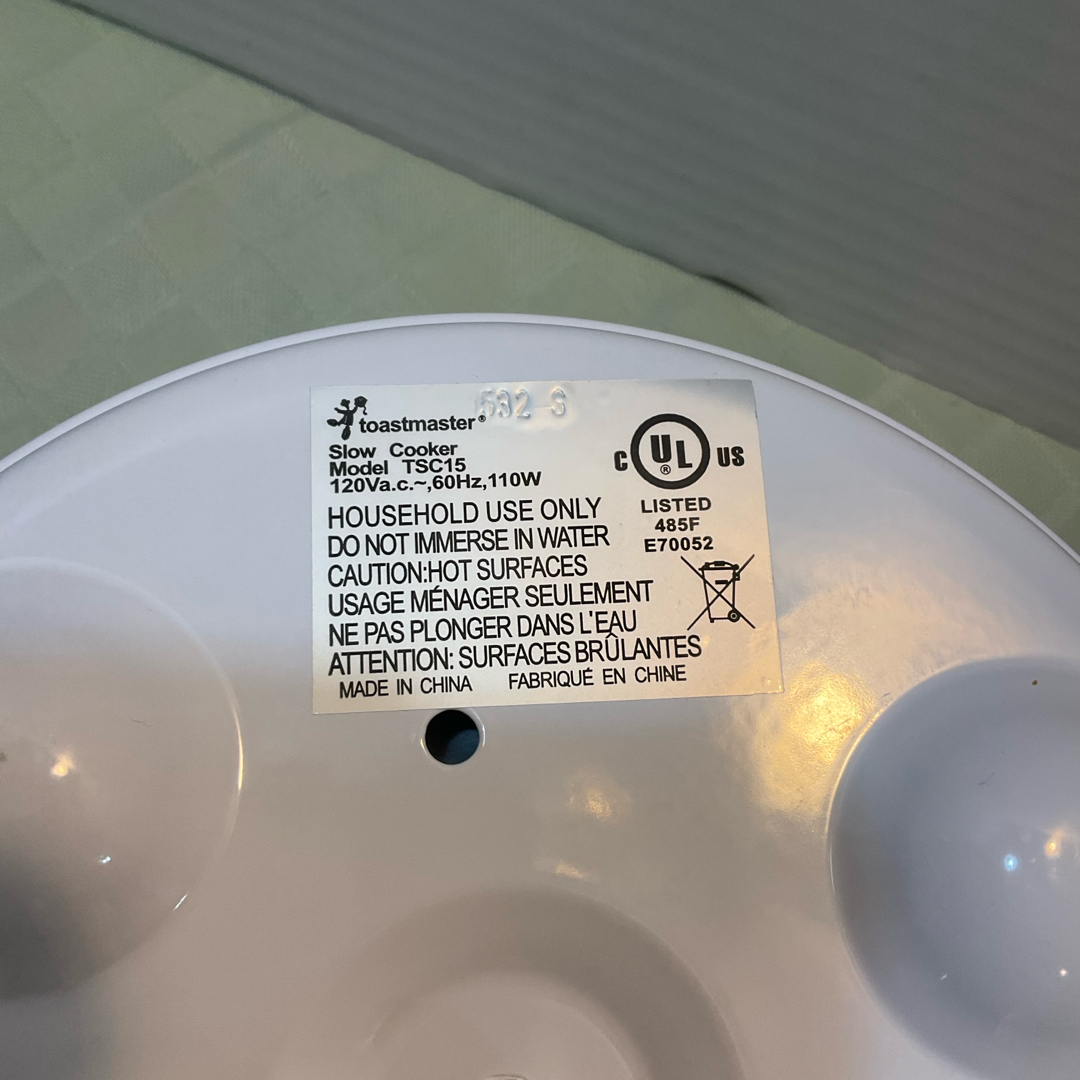 toastmaster®
532 S
Slow Cooker
Model TSC15
120Va.c.~,60Hz,110W
C UL® US
LISTED
485F
E70052
HOUSEHOLD USE ONLY
DO NOT IMMERSE IN WATER
CAUTION:HOT SURFACES
USAGE MÉNAGER SEULEMENT
NE PAS PLONGER DANS L'EAU
ATTENTION: SURFACES BRÛLANTES
MADE IN CHINA FABRIQUÉ EN CHINE